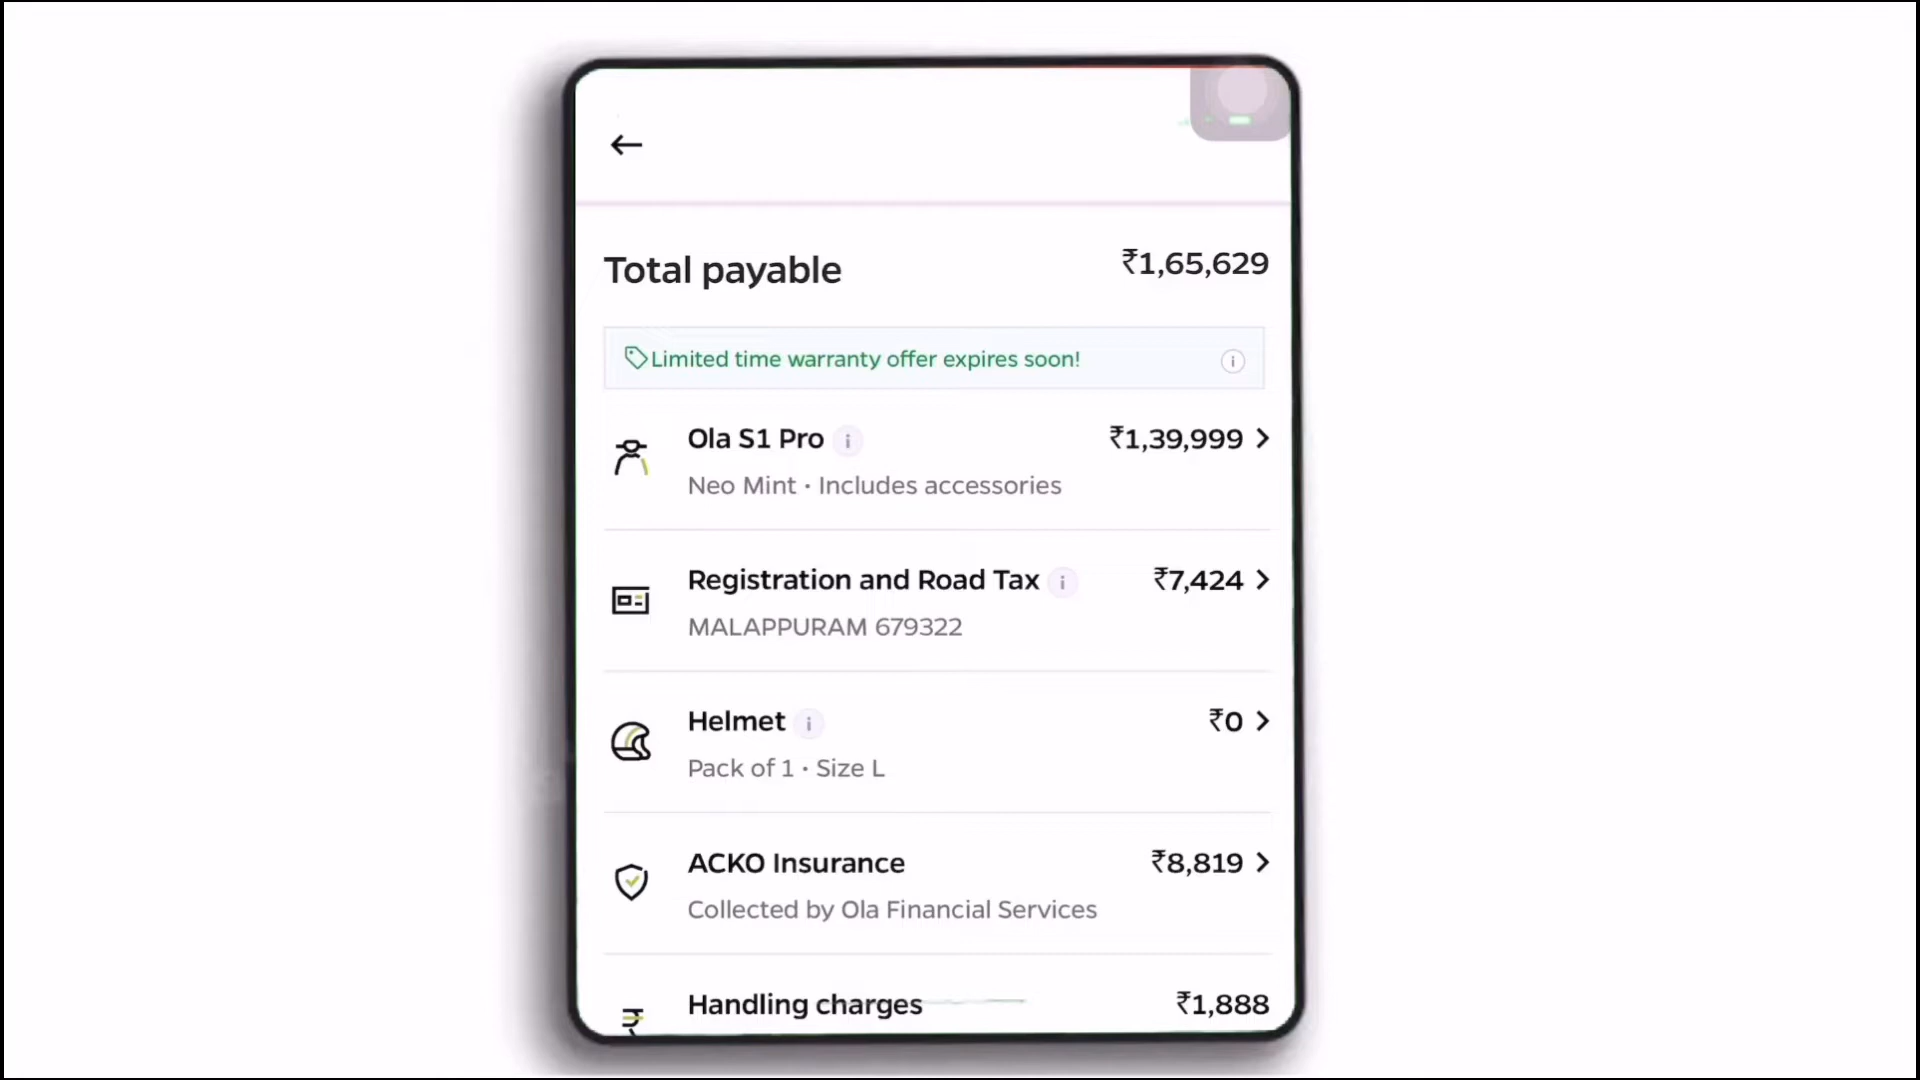 Total payable ₹1,65,629
Limited time warranty offer expires soon!
Ola S1 Pro ₹1,39,999
Neo Mint • Includes accessories
Registration and Road Tax ₹7,424
MALAPPURAM 679322
Helmet ₹0
Pack of 1 • Size L
ACKO Insurance ₹8,819
Collected by Ola Financial Services
Handling charges ₹1,888